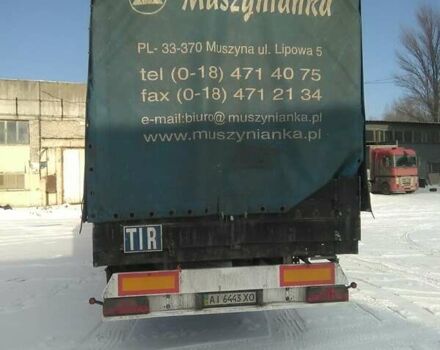 Muszynianka
PL- 33-370 Muszyna ul. Lipowa 5
tel (0-18) 471 40 75
fax (0-18) 471 21 34
e-mail:biuro@muszynianka.pl
www.muszynianka.pl
TIR
AI 6443 XO